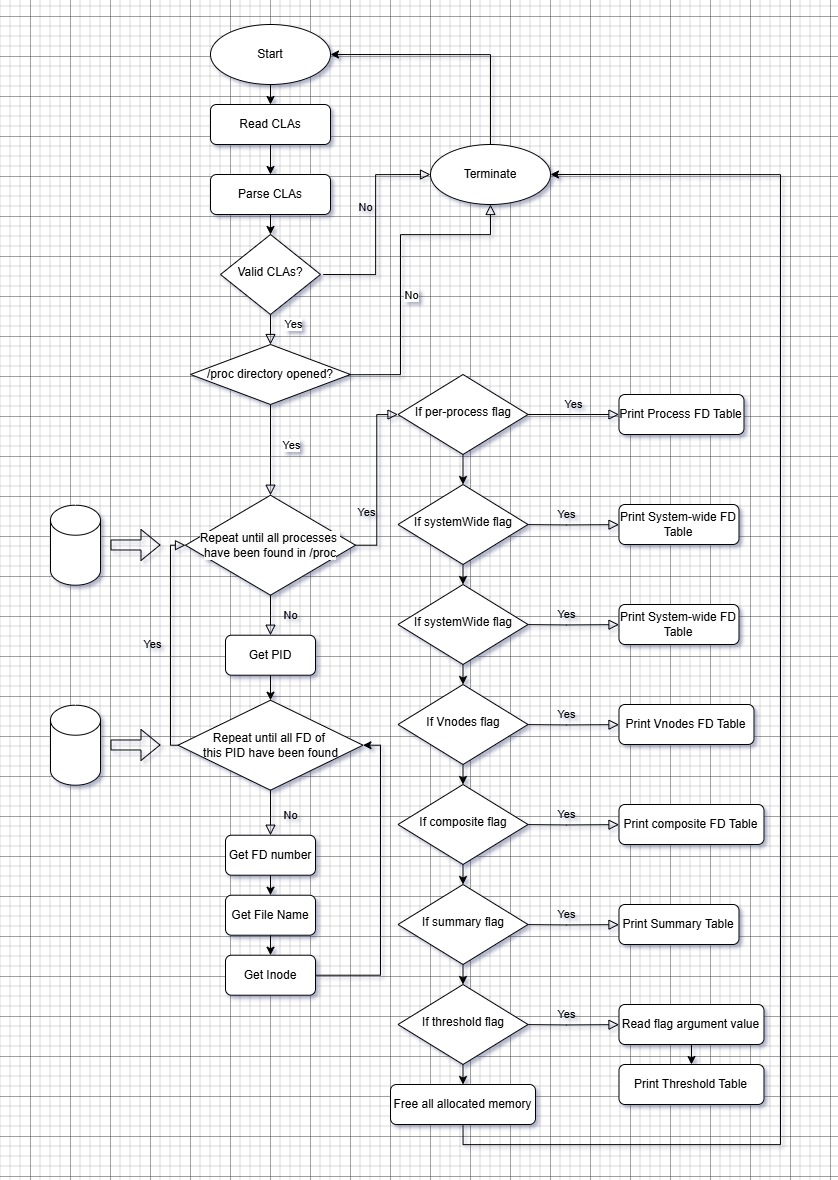 Start
Read CLAs
Terminate
Parse CLAs
No
Valid CLAs?
No
Yes
/proc directory opened?
Yes
If per-process flag
Yes
Print Process FD Table
Yes
Repeat until all processes
have been found in /proc
If systemWide flag
Yes
Print System-wide FD
Table
No
Get PID
If systemWide flag
Yes
Print System-wide FD
Table
Yes
Repeat until all FD of
this PID have been found
If Vnodes flag
Yes
Print Vnodes FD Table
No
Get FD number
If composite flag
Yes
Print composite FD Table
Get File Name
If summary flag
Yes
Print Summary Table
Get Inode
If threshold flag
Yes
Read flag argument value
Print Threshold Table
Free all allocated memory